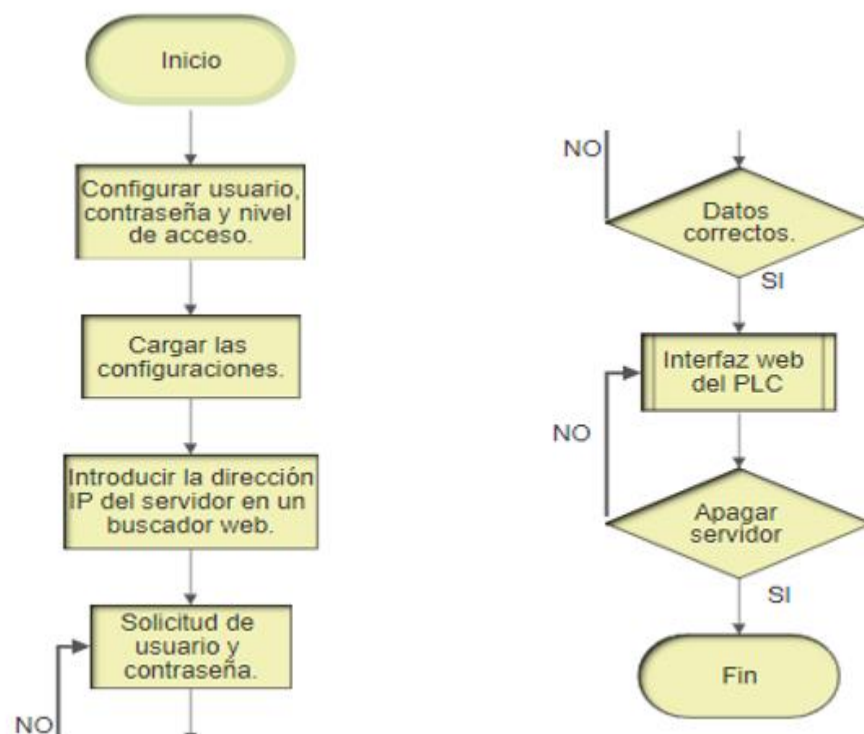 Inicio
Configurar usuario,
contraseña y nivel
de acceso.
Cargar las
configuraciones.
Introducir la dirección
IP del servidor en un
buscador web.
Solicitud de
usuario y
contraseña.
NO
NO
Datos
correctos.
SI
Interfaz web
del PLC
NO
Apagar
servidor
SI
Fin